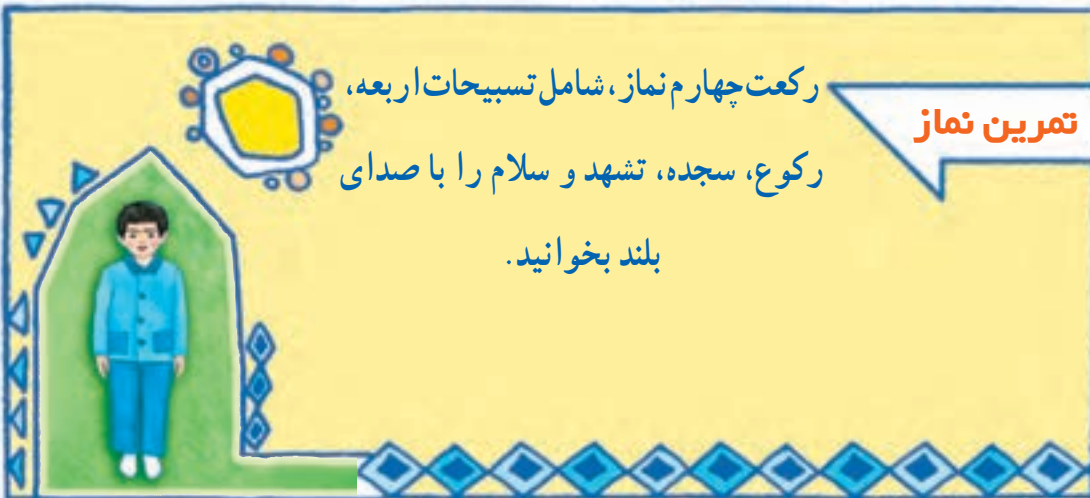 تمرین نماز
رکعت چهارم نماز، شامل تسبیحات اربعه،
رکوع، سجده، تشهد و سلام را با صدای
بلند بخوانید.